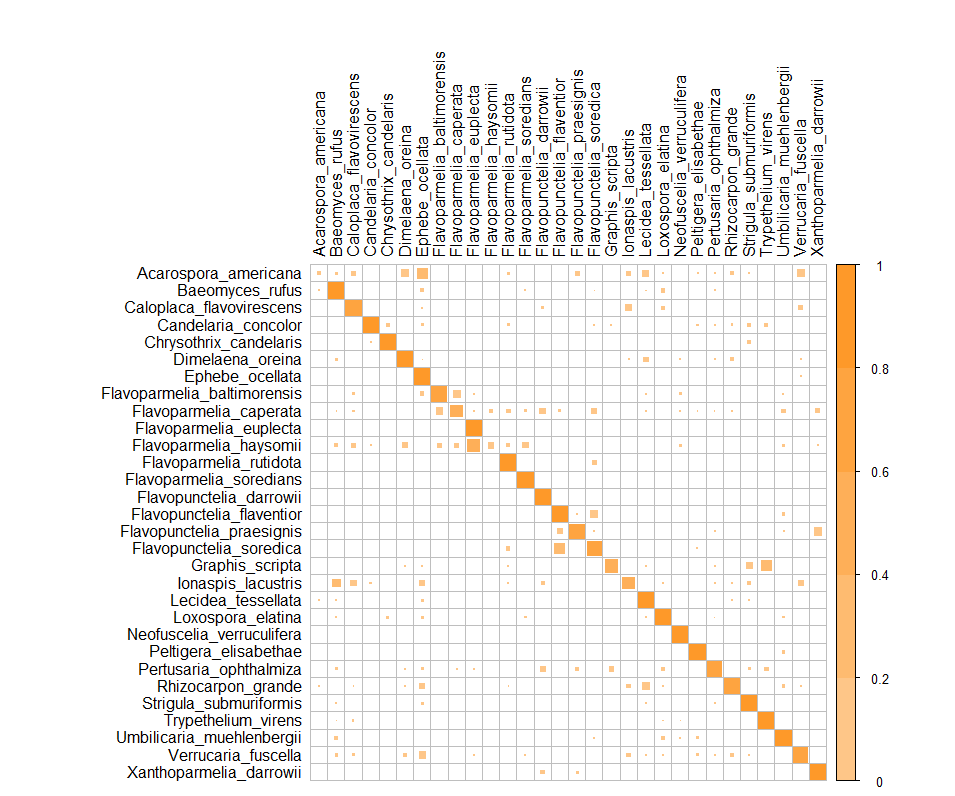 Acarospora_americana
Baeomyces_rufus
Caloplaca_flavovirescens
Candelaria_concolor
Chrysothrix_candelaris
Dimelaena_oreina
Ephebe_ocellata
Flavoparmelia_baltimorensis
Flavoparmelia_caperata
Flavoparmelia_euplecta
Flavoparmelia_haysomii
Flavoparmelia_rutidota
Flavoparmelia_soredians
Flavopunctelia_darrowii
Flavopunctelia_flaventior
Flavopunctelia_praesignis
Flavopunctelia_soredica
Graphis_scripta
Ionaspis_lacustris
Lecidea_tessellata
Loxospora_elatina
Neofuscelia_verruculifera
Peltigera_elisabethae
Pertusaria_ophthalmiza
Rhizocarpon_grande
Strigula_submuriformis
Trypethelium_virens
Umbilicaria_muehlenbergii
Verrucaria_fuscella
Xanthoparmelia_darrowii
Acarospora_americana
Baeomyces_rufus
Caloplaca_flavovirescens
Candelaria_concolor
Chrysothrix_candelaris
Dimelaena_oreina
Ephebe_ocellata
Flavoparmelia_baltimorensis
Flavoparmelia_caperata
Flavoparmelia_euplecta
Flavoparmelia_haysomii
Flavoparmelia_rutidota
Flavoparmelia_soredians
Flavopunctelia_darrowii
Flavopunctelia_flaventior
Flavopunctelia_praesignis
Flavopunctelia_soredica
Graphis_scripta
Ionaspis_lacustris
Lecidea_tessellata
Loxospora_elatina
Neofuscelia_verruculifera
Peltigera_elisabethae
Pertusaria_ophthalmiza
Rhizocarpon_grande
Strigula_submuriformis
Trypethelium_virens
Umbilicaria_muehlenbergii
Verrucaria_fuscella
Xanthoparmelia_darrowii
1
0.8
0.6
0.4
0.2
0